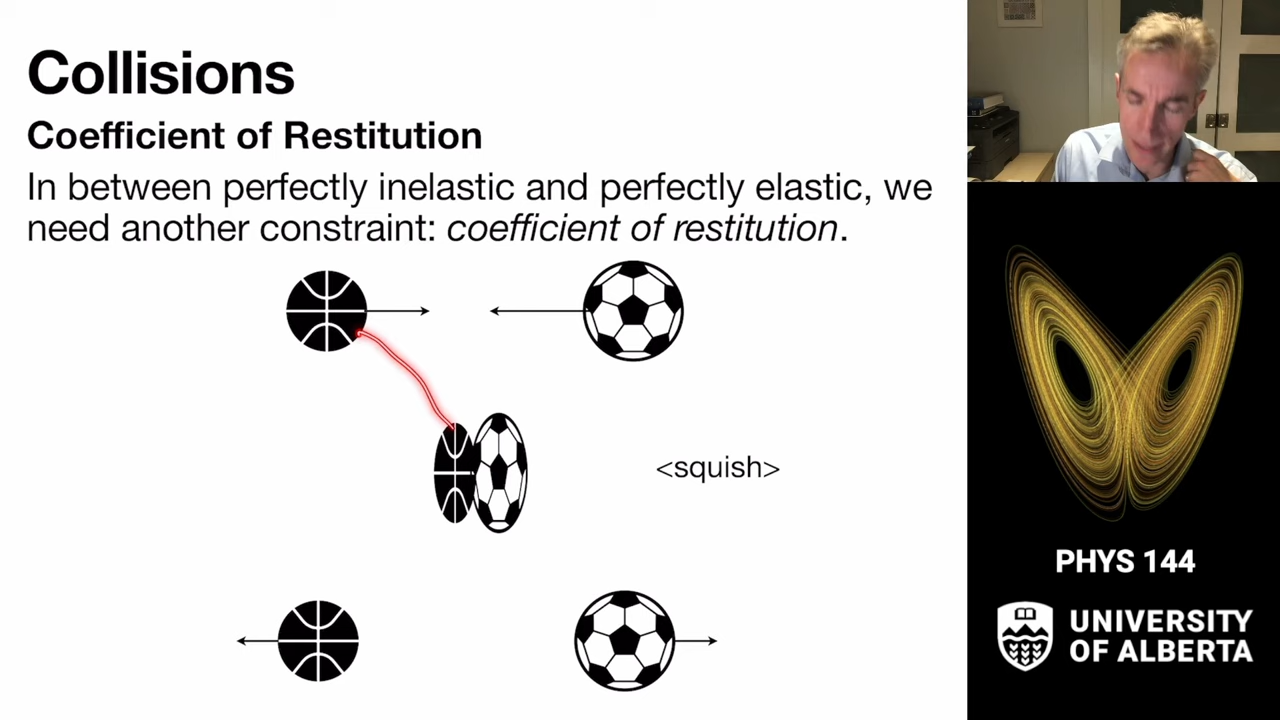 Collisions
Coefficient of Restitution
In between perfectly inelastic and perfectly elastic, we
need another constraint: coefficient of restitution.
<squish>
PHYS 144
UNIVERSITY
OF ALBERTA